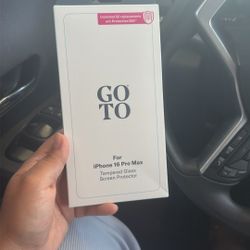 GO
TO
For
iPhone 16 Pro Max
Tempered Glass
Screen Protector